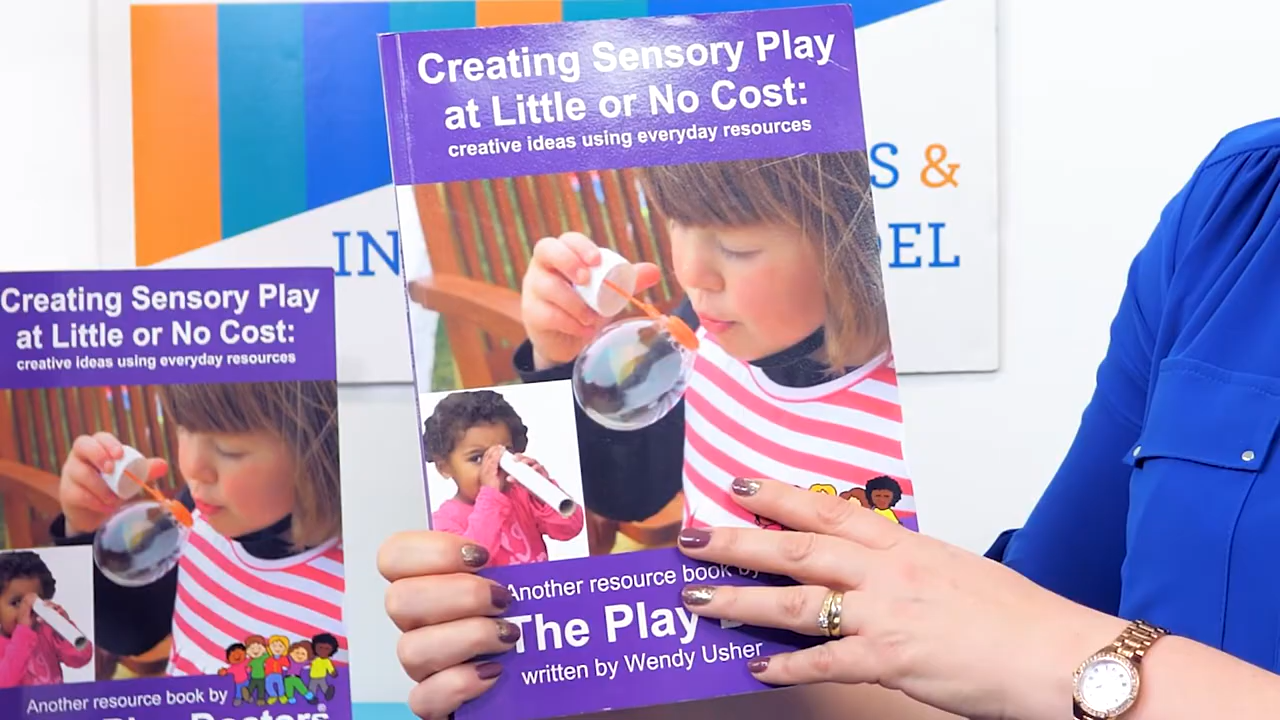 Creating Sensory Play
at Little or No Cost:
creative ideas using everyday resources
Another resource book by
The Play
written by Wendy Usher
Creating Sensory Play
at Little or No Cost:
creative ideas using everyday resources
Another resource book by
S &
IN
DEL